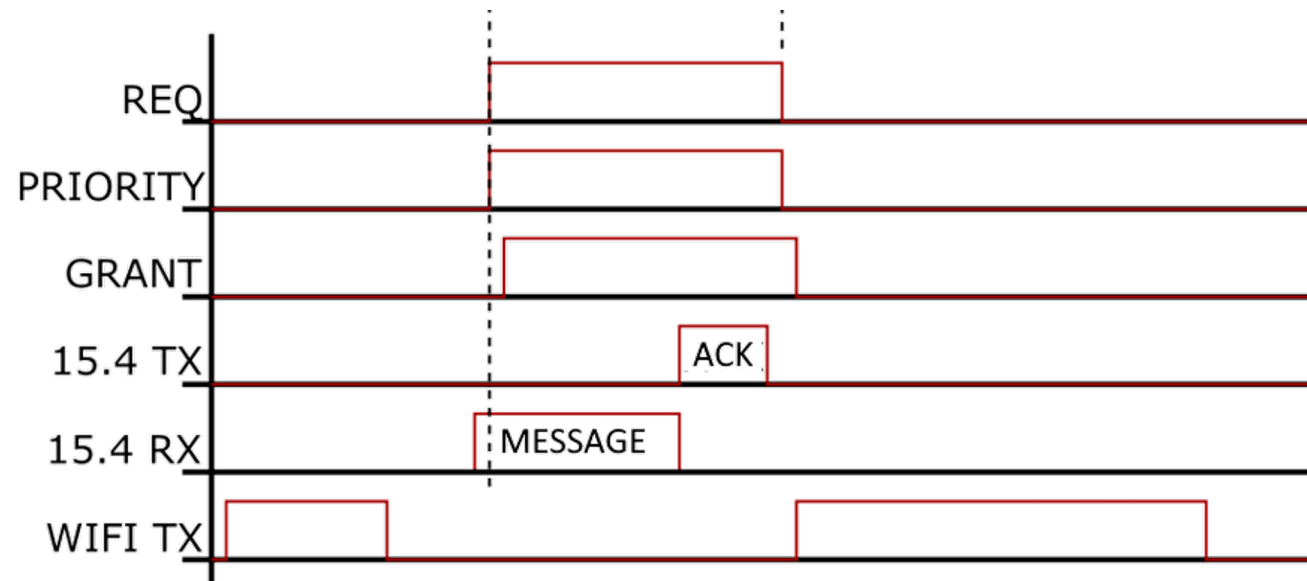 REQ
PRIORITY
GRANT
15.4 TX
ACK
15.4 RX
MESSAGE
WIFI TX